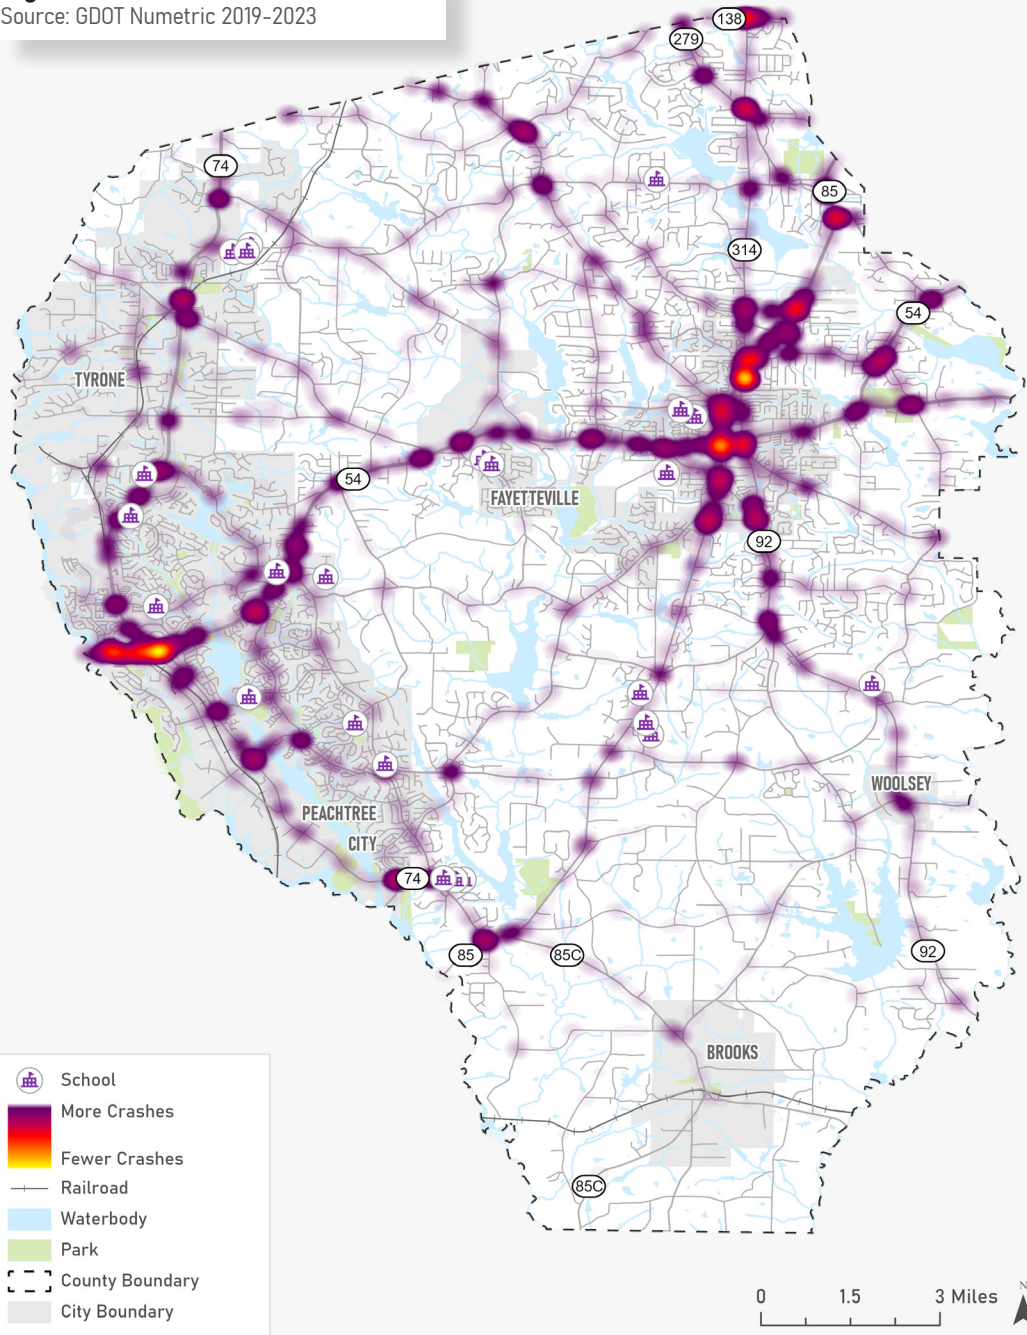 Source: GDOT Numetric 2019-2023
138
279
74
85
314
54
TYRONE
54
FAYETTEVILLE
92
WOOLSEY
PEACHTREE
CITY
74
85
85C
92
BROOKS
85C
School
More Crashes
Fewer Crashes
Railroad
Waterbody
Park
County Boundary
City Boundary
N
0 1.5 3 Miles